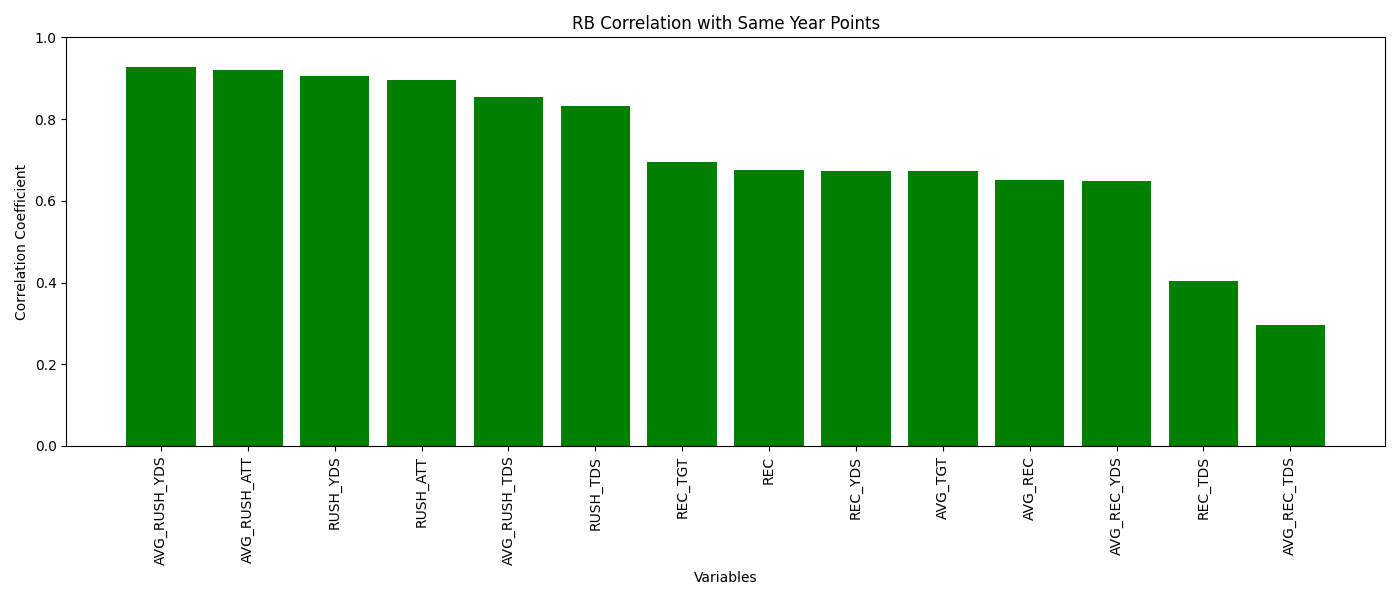 RB Correlation with Same Year Points
Correlation Coefficient
1.0
0.8
0.6
0.4
0.2
0.0
AVG_RUSH_YDS
AVG_RUSH_ATT
RUSH_YDS
RUSH_ATT
AVG_RUSH_TDS
RUSH_TDS
REC_TGT
REC
REC_YDS
AVG_TGT
AVG_REC
AVG_REC_YDS
REC_TDS
AVG_REC_TDS
Variables